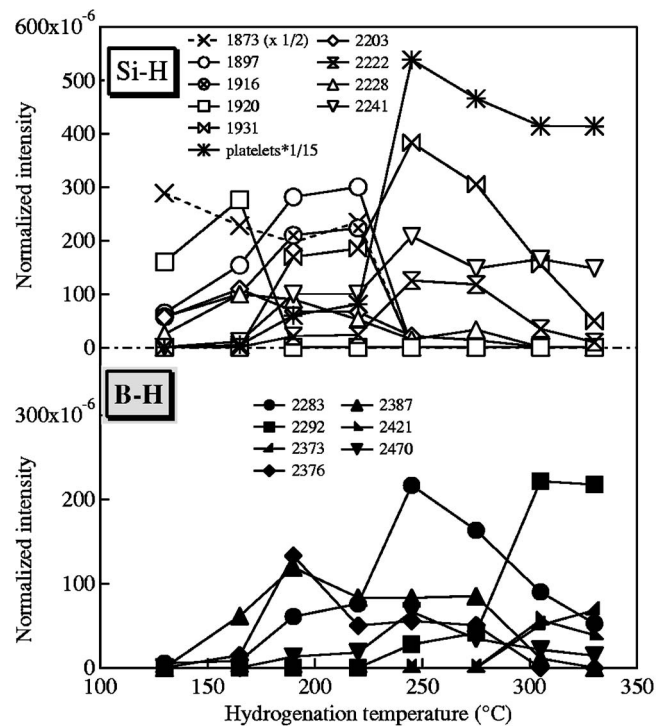 600x10⁻⁶
500
400
300
200
100
0
Normalized intensity
Si-H
1873 (x 1/2)
1897
1916
1920
1931
platelets*1/15
2203
2222
2228
2241
B-H
300x10⁻⁶
200
100
0
Normalized intensity
2283
2292
2373
2376
2387
2421
2470
100 150 200 250 300 350
Hydrogenation temperature (°C)